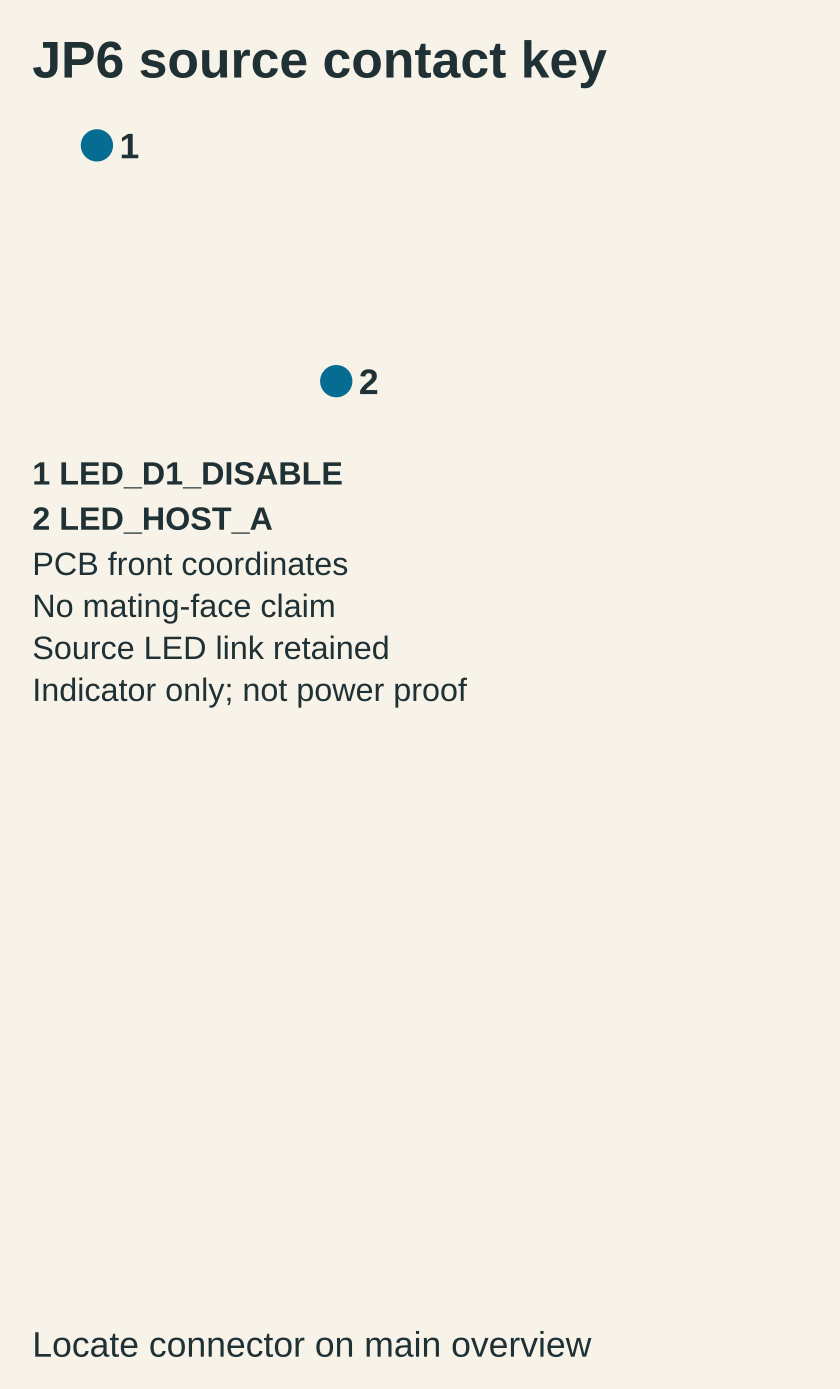 JP6 source contact key
1
2
1 LED_D1_DISABLE
2 LED_HOST_A
PCB front coordinates
No mating-face claim
Source LED link retained
Indicator only; not power proof
Locate connector on main overview